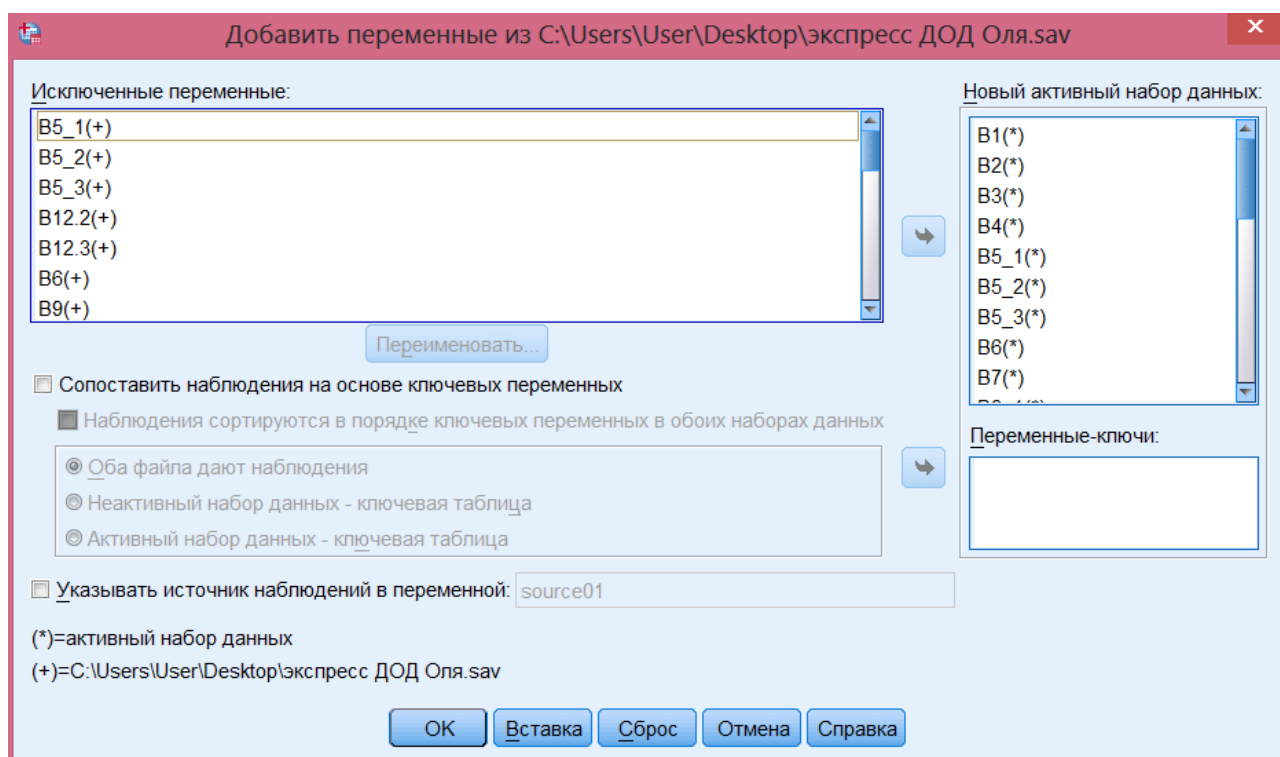 Добавить переменные из C:\Users\User\Desktop\экспресс ДОД Оля.sav
x
Исключенные переменные:
B5_1(+)
B5_2(+)
B5_3(+)
B12.2(+)
B12.3(+)
B6(+)
B9(+)
Переименовать...
Новый активный набор данных:
B1(*)
B2(*)
B3(*)
B4(*)
B5_1(*)
B5_2(*)
B5_3(*)
B6(*)
B7(*)
Сопоставить наблюдения на основе ключевых переменных
Наблюдения сортируются в порядке ключевых переменных в обоих наборах данных
Оба файла дают наблюдения
Неактивный набор данных - ключевая таблица
Активный набор данных - ключевая таблица
Переменные-ключи:
Указывать источник наблюдений в переменной: source01
(*)=активный набор данных
(+)=C:\Users\User\Desktop\экспресс ДОД Оля.sav
OK Вставка Сброс Отмена Справка